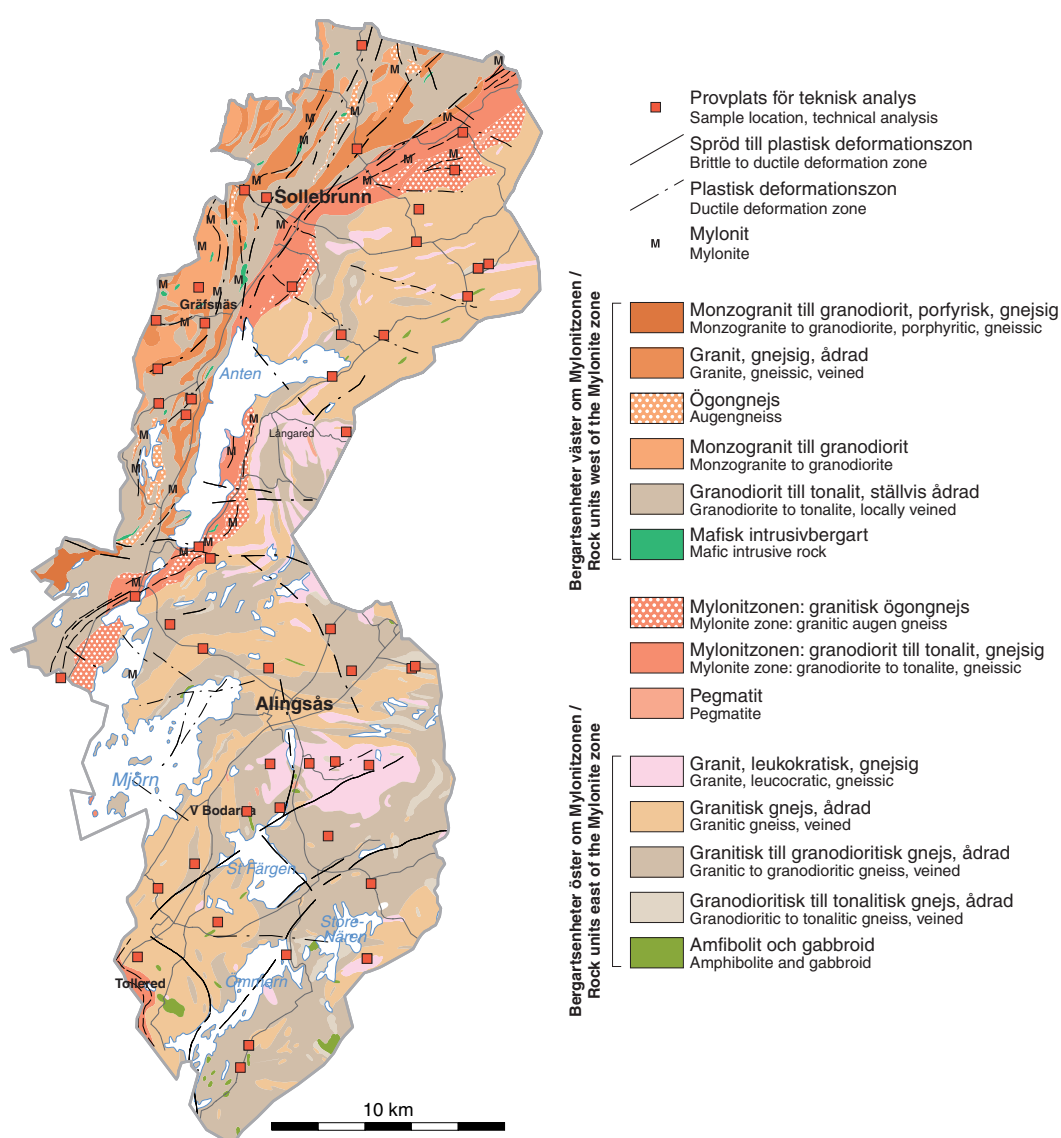 Sollebrunn
Gräfsnäs
Anten
Långared
Alingsås
Mjörn
V Bodarna
St Färgen
Store-
Nären
Tollered
Ömmern
10 km
Provplats för teknisk analys
Sample location, technical analysis
Spröd till plastisk deformationszon
Brittle to ductile deformation zone
Plastisk deformationszon
Ductile deformation zone
M Mylonit
Mylonite
Bergartsenheter väster om Mylonitzonen /
Rock units west of the Mylonite zone
Monzogranit till granodiorit, porfyrisk, gnejsig
Monzogranite to granodiorite, porphyritic, gneissic
Granit, gnejsig, ådrad
Granite, gneissic, veined
Ögongnejs
Augengneiss
Monzogranit till granodiorit
Monzogranite to granodiorite
Granodiorit till tonalit, ställvis ådrad
Granodiorite to tonalite, locally veined
Mafisk intrusivbergart
Mafic intrusive rock
Mylonitzonen: granitisk ögongnejs
Mylonite zone: granitic augen gneiss
Mylonitzonen: granodiorit till tonalit, gnejsig
Mylonite zone: granodiorite to tonalite, gneissic
Pegmatit
Pegmatite
Bergartsenheter öster om Mylonitzonen /
Rock units east of the Mylonite zone
Granit, leukokratisk, gnejsig
Granite, leucocratic, gneissic
Granitisk gnejs, ådrad
Granitic gneiss, veined
Granitisk till granodioritisk gnejs, ådrad
Granitic to granodioritic gneiss, veined
Granodioritisk till tonalitisk gnejs, ådrad
Granodioritic to tonalitic gneiss, veined
Amfibolit och gabbroid
Amphibolite and gabbroid